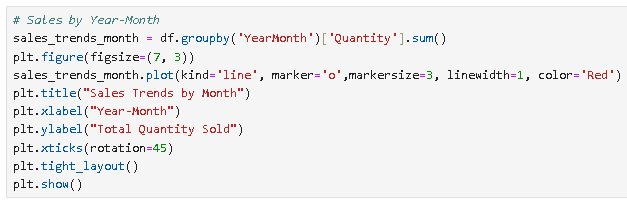 # Sales by Year-Month
sales_trends_month = df.groupby('YearMonth')['Quantity'].sum()
plt.figure(figsize=(7, 3))
sales_trends_month.plot(kind='line', marker='o',markersize=3, linewidth=1, color='Red')
plt.title("Sales Trends by Month")
plt.xlabel("Year-Month")
plt.ylabel("Total Quantity Sold")
plt.xticks(rotation=45)
plt.tight_layout()
plt.show()